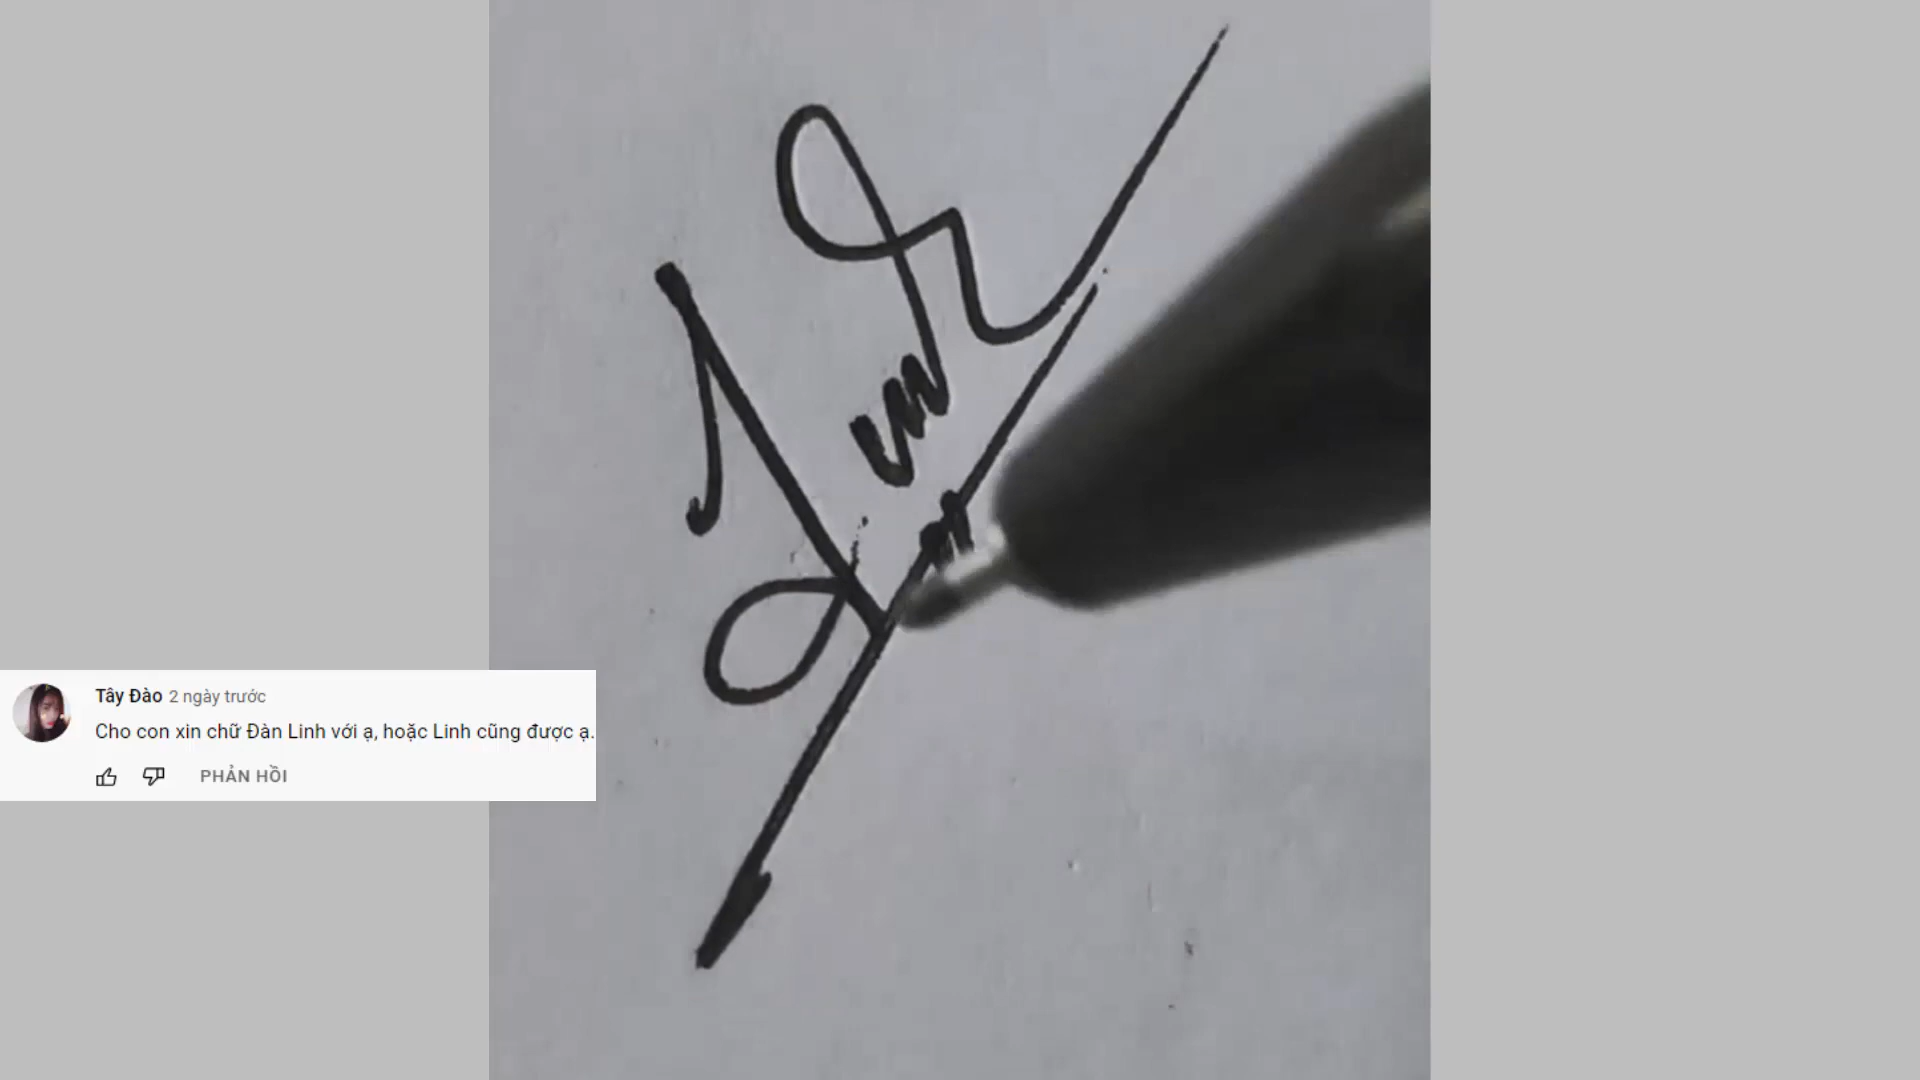 Tây Đào 2 ngày trước
Cho con xin chữ Đàn Linh với ạ, hoặc Linh cũng được ạ.
PHẢN HỒI